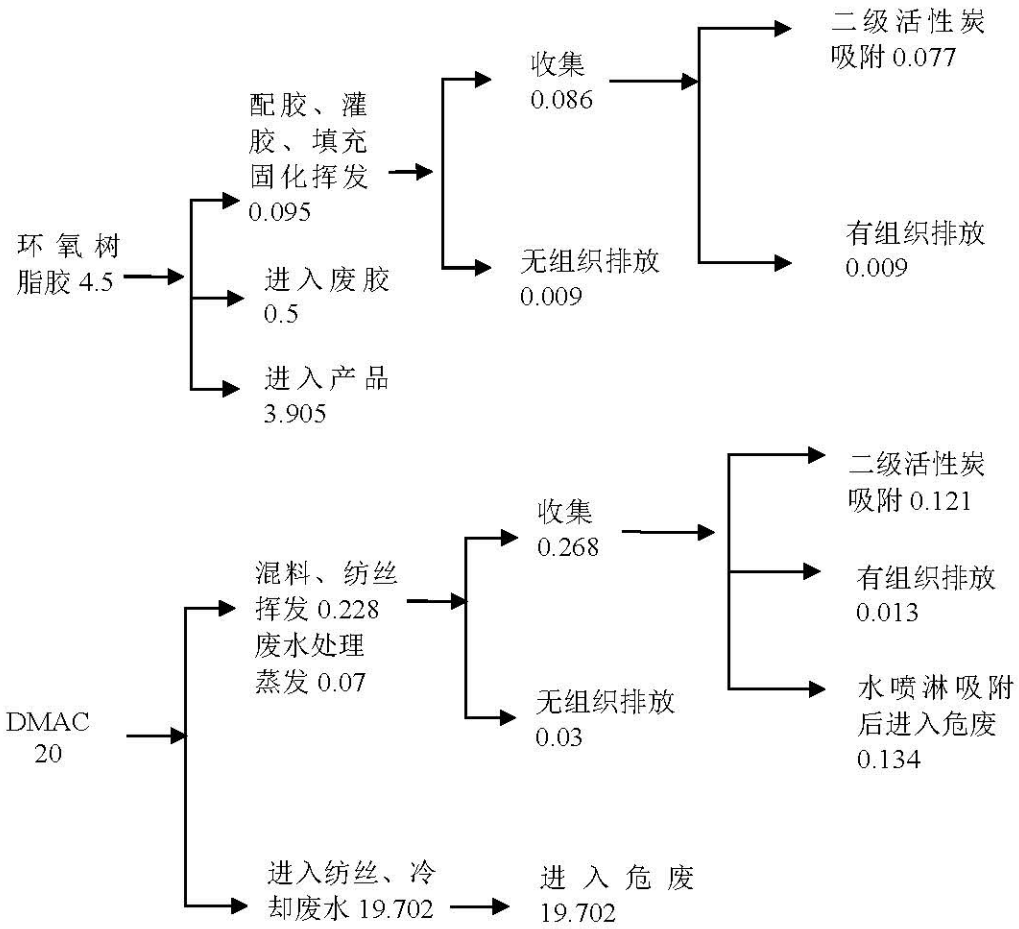 环氧树
脂胶 4.5
配胶、灌
胶、填充
固化挥发
0.095
进入废胶
0.5
进入产品
3.905
收集
0.086
无组织排放
0.009
二级活性炭
吸附 0.077
有组织排放
0.009
DMAC
20
混料、纺丝
挥发 0.228
废水处理
蒸发 0.07
进入纺丝、冷
却废水 19.702
收集
0.268
无组织排放
0.03
进入危废
19.702
二级活性炭
吸附 0.121
有组织排放
0.013
水喷淋吸附
后进入危废
0.134